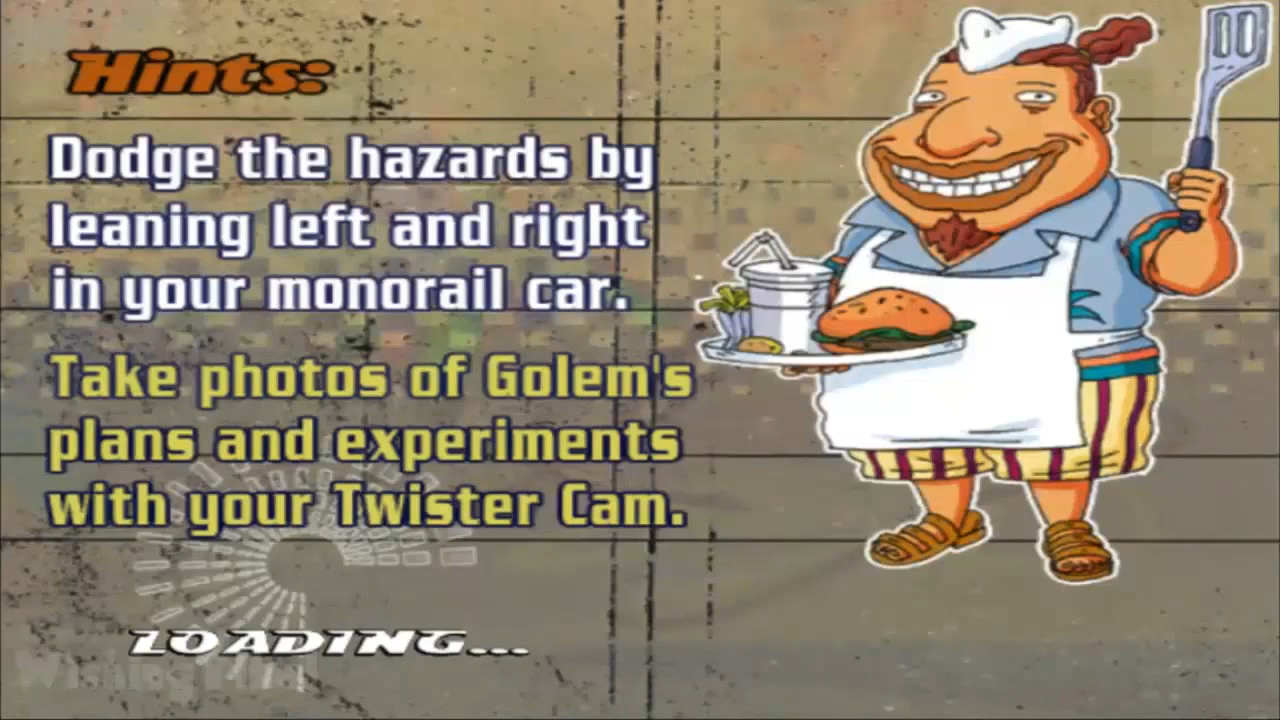 Hints:
Dodge the hazards by
leaning left and right
in your monorail car.
Take photos of Golem's
plans and experiments
with your Twister Cam.
LOADING...